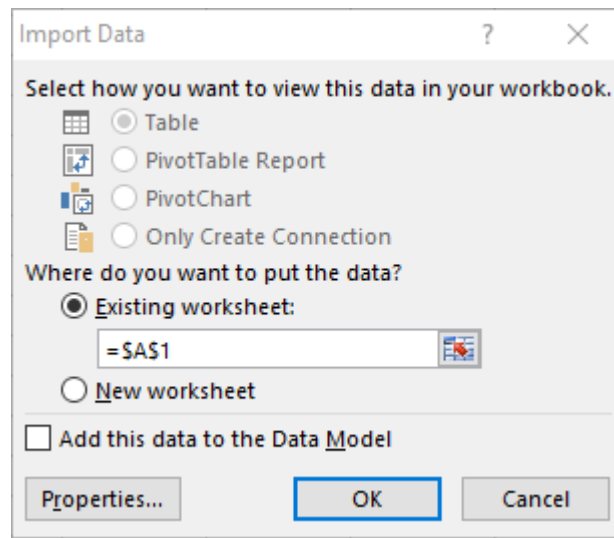 Import Data ?
Select how you want to view this data in your workbook.
Table
PivotTable Report
PivotChart
Only Create Connection
Where do you want to put the data?
Existing worksheet:
=$A$1
New worksheet
Add this data to the Data Model
Properties... OK Cancel